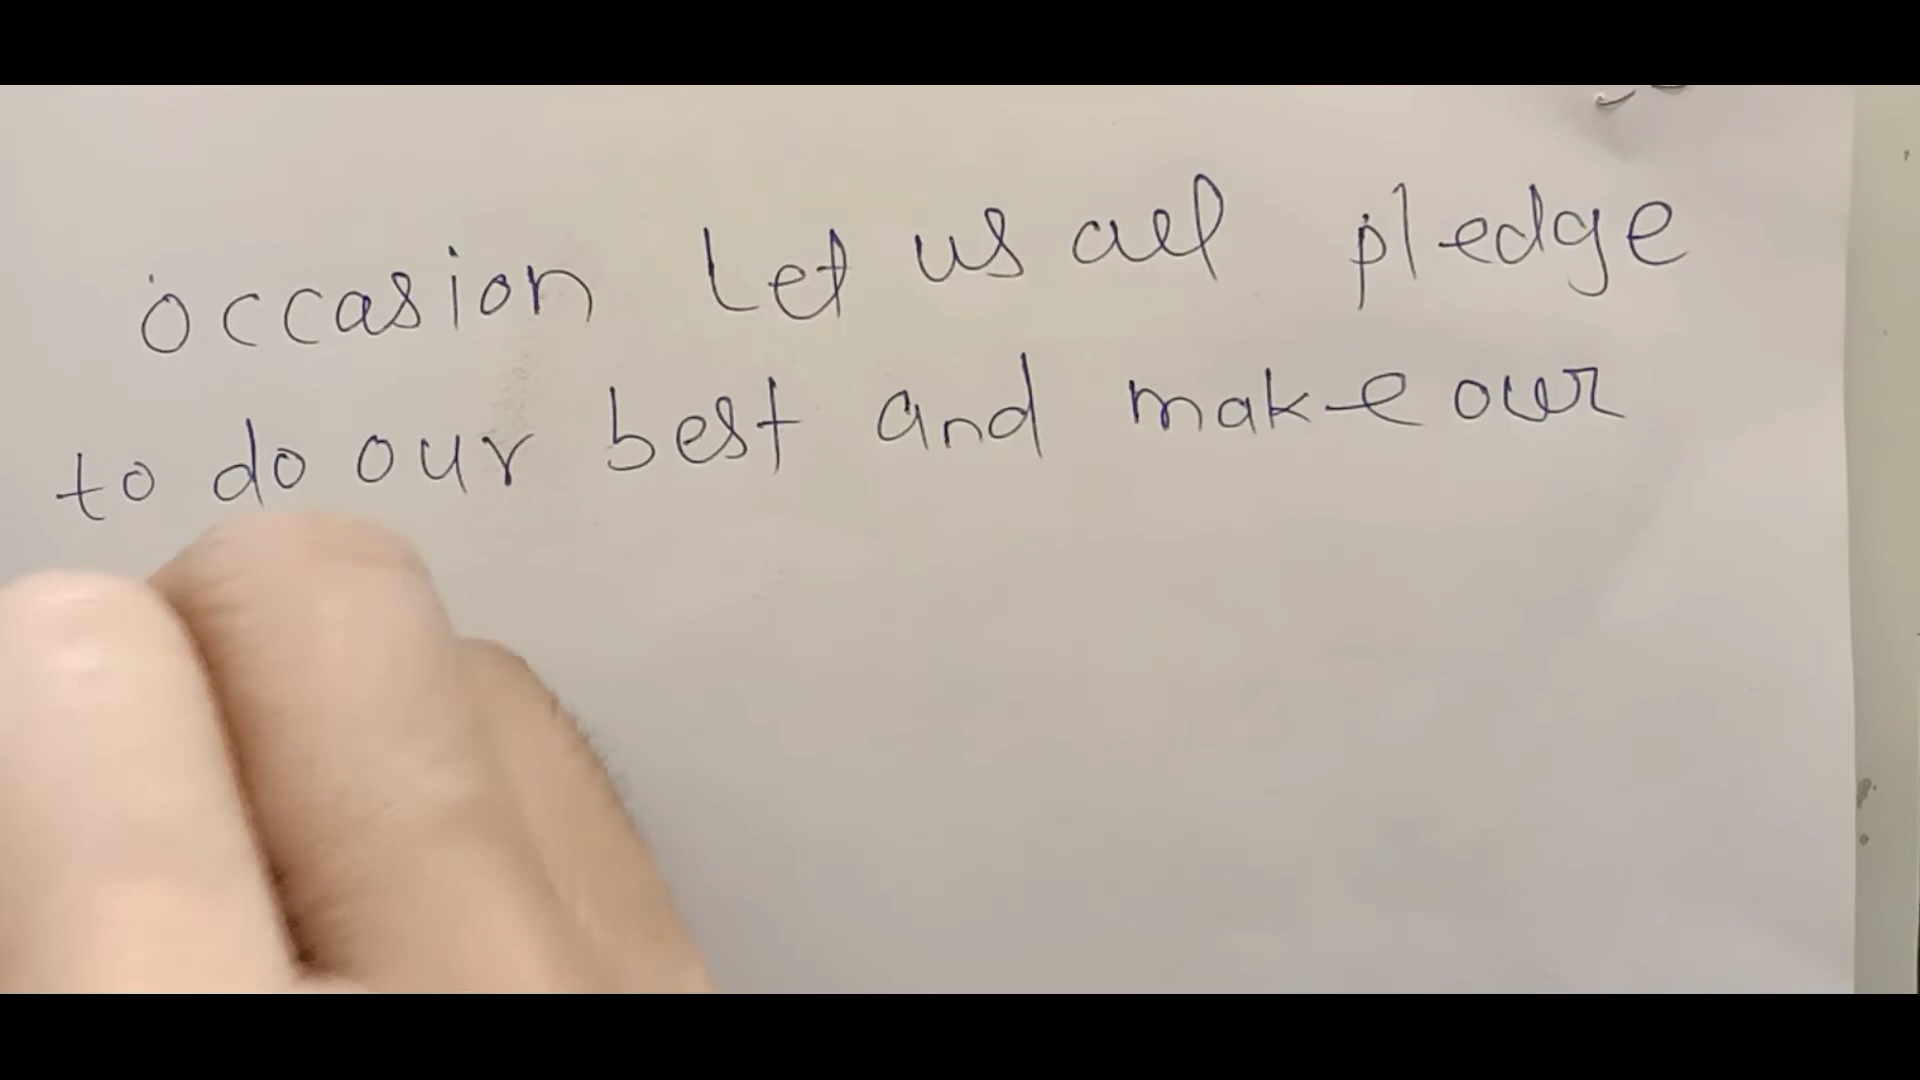 occasion Let us all pledge
to do our best and make our